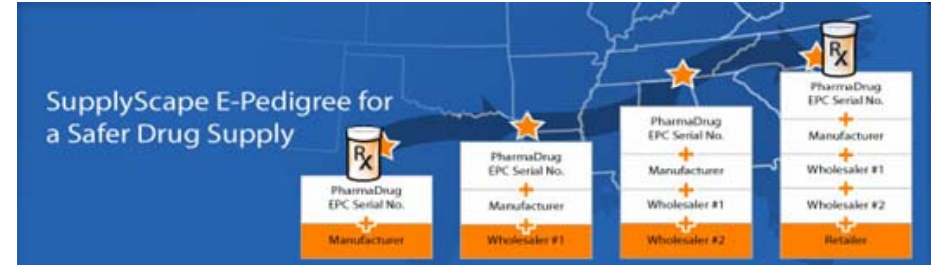 SupplyScape E-Pedigree for
a Safer Drug Supply
Rx
PharmaDrug
EPC Serial No.
+
Manufacturer
PharmaDrug
EPC Serial No.
+
Manufacturer
+
Wholesaler #1
PharmaDrug
EPC Serial No.
+
Manufacturer
+
Wholesaler #1
+
Wholesaler #2
Rx
PharmaDrug
EPC Serial No.
+
Manufacturer
+
Wholesaler #1
+
Wholesaler #2
+
Retailer